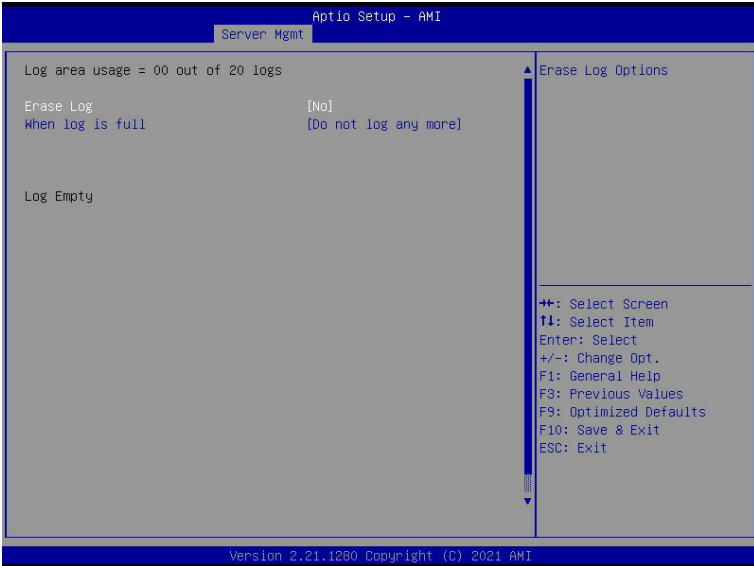 Aptio Setup – AMI
Server Mgmt
Log area usage = 00 out of 20 logs
Erase Log [No]
When log is full [Do not log any more]
Log Empty
Erase Log Options
→←: Select Screen
↑↓: Select Item
Enter: Select
+/-: Change Opt.
F1: General Help
F3: Previous Values
F9: Optimized Defaults
F10: Save & Exit
ESC: Exit
Version 2.21.1280 Copyright (C) 2021 AMI